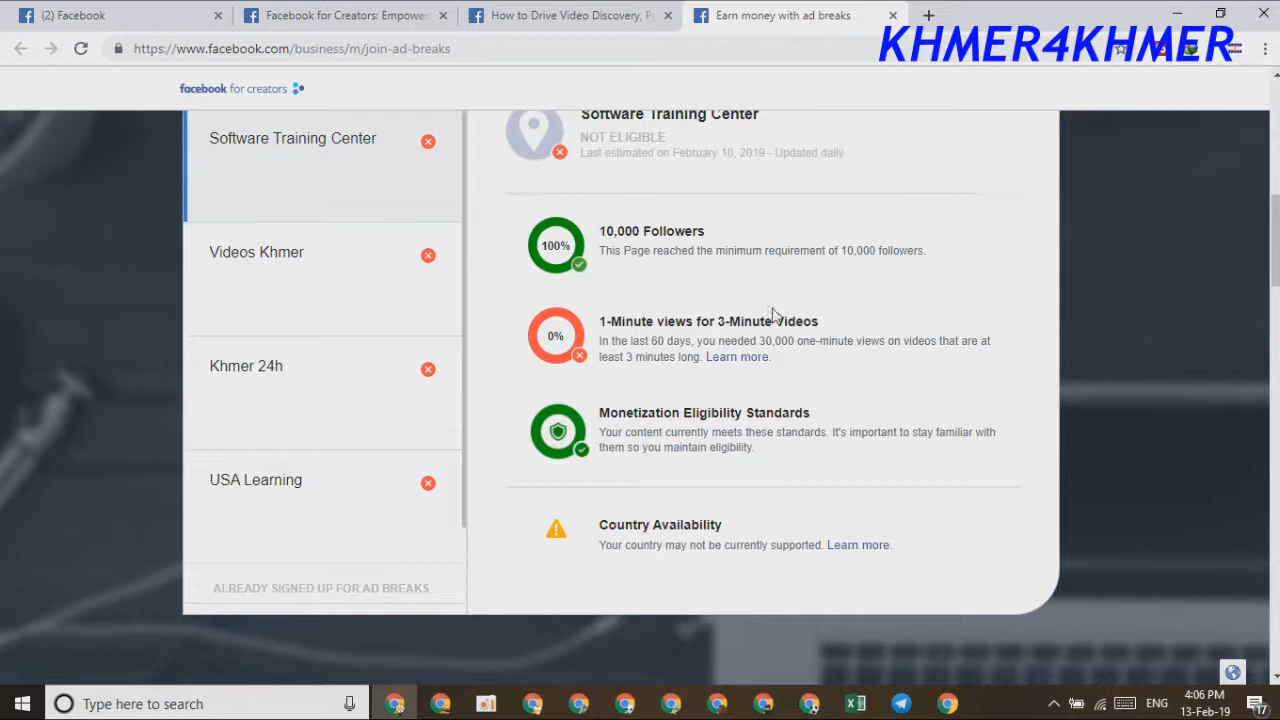 (2) Facebook
Facebook for Creators: Empower
How to Drive Video Discovery, P
Earn money with ad breaks
https://www.facebook.com/business/m/join-ad-breaks
KHMER4KHMER
facebook for creators
Software Training Center
Videos Khmer
Khmer 24h
USA Learning
ALREADY SIGNED UP FOR AD BREAKS
Software Training Center
NOT ELIGIBLE
Last estimated on February 10, 2019 - Updated daily
100%
10,000 Followers
This Page reached the minimum requirement of 10,000 followers.
0%
1-Minute views for 3-Minute Videos
In the last 60 days, you needed 30,000 one-minute views on videos that are at
least 3 minutes long. Learn more.
Monetization Eligibility Standards
Your content currently meets these standards. It's important to stay familiar with
them so you maintain eligibility.
Country Availability
Your country may not be currently supported. Learn more.
Type here to search
ENG
4:06 PM
13-Feb-19
17